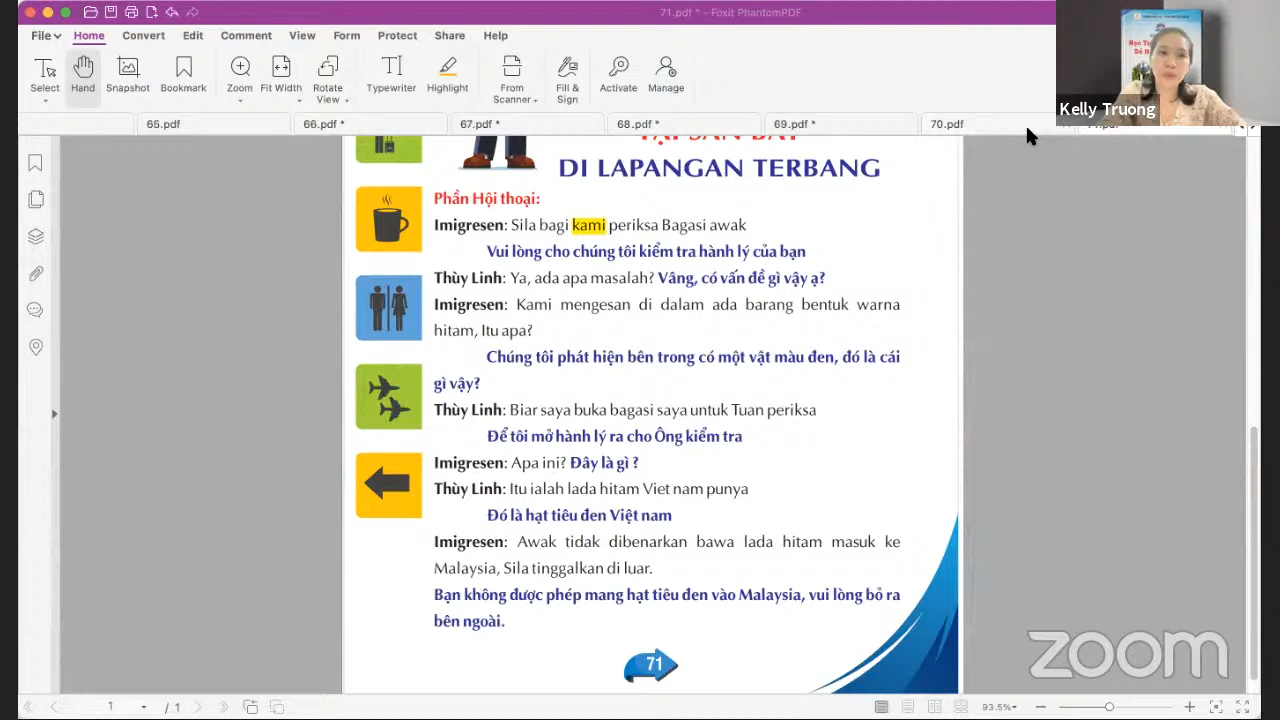 71.pdf * - Foxit PhantomPDF
File Home Convert Edit Comment View Form Protect Share Help
Select Hand Snapshot Bookmark Zoom Fit Width Rotate View Typewriter Highlight From Scanner Fill & Sign Activate Manage
Kelly Truong
65.pdf 66.pdf * 67.pdf * 68.pdf * 69.pdf * 70.pdf
TẠI SÂN BAY
DI LAPANGAN TERBANG
Phần Hội thoại:
Imigresen: Sila bagi kami periksa Bagasi awak
Vui lòng cho chúng tôi kiểm tra hành lý của bạn
Thùy Linh: Ya, ada apa masalah? Vâng, có vấn đề gì vậy ạ?
Imigresen: Kami mengesan di dalam ada barang bentuk warna
hitam, Itu apa?
Chúng tôi phát hiện bên trong có một vật màu đen, đó là cái
gì vậy?
Thùy Linh: Biar saya buka bagasi saya untuk Tuan periksa
Để tôi mở hành lý ra cho Ông kiểm tra
Imigresen: Apa ini? Đây là gì ?
Thùy Linh: Itu ialah lada hitam Viet nam punya
Đó là hạt tiêu đen Việt nam
Imigresen: Awak tidak dibenarkan bawa lada hitam masuk ke
Malaysia, Sila tinggalkan di luar.
Bạn không được phép mang hạt tiêu đen vào Malaysia, vui lòng bỏ ra
bên ngoài.
71
zoom
1 / 1 93.5%